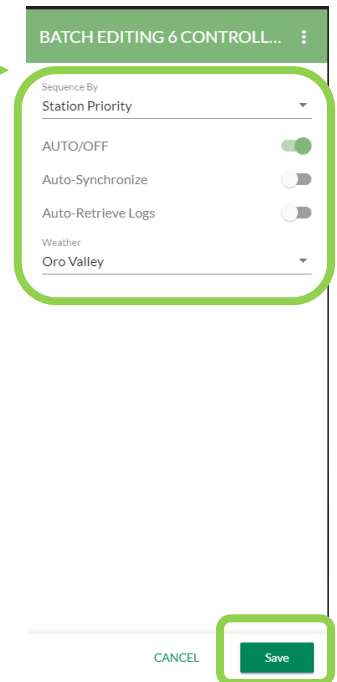 BATCH EDITING 6 CONTROLL...
Sequence By
Station Priority
AUTO/OFF
Auto-Synchronize
Auto-Retrieve Logs
Weather
Oro Valley
CANCEL Save